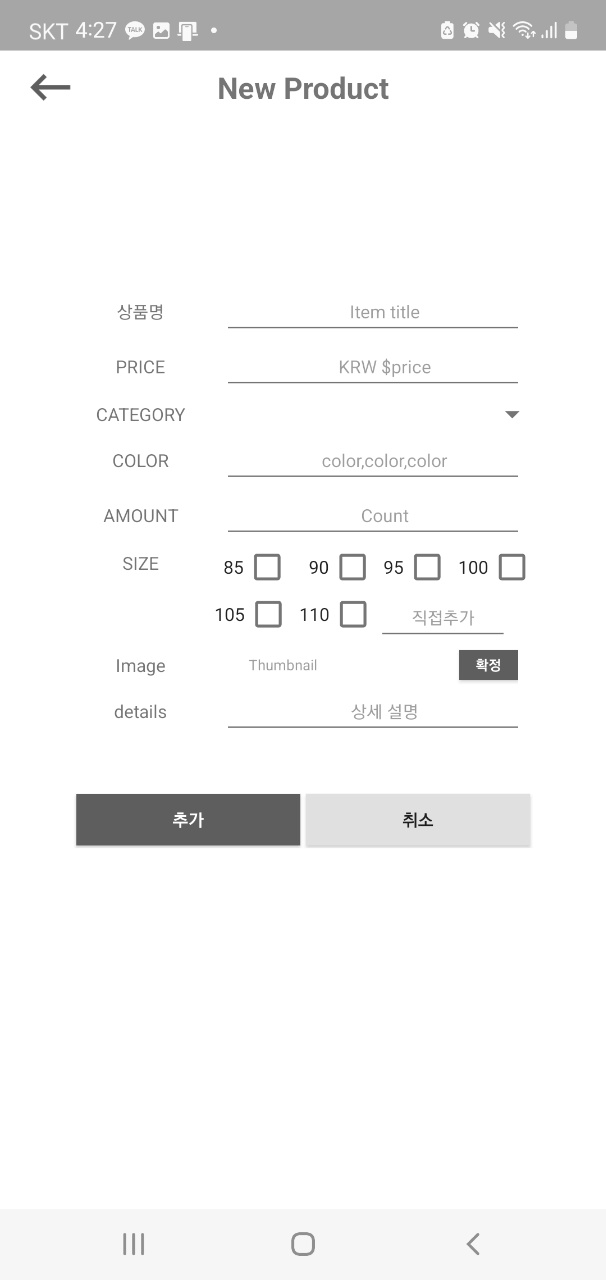 SKT 4:27
New Product
상품명 Item title
PRICE KRW $price
CATEGORY
COLOR color,color,color
AMOUNT Count
SIZE 85 90 95 100
105 110 직접추가
Image Thumbnail 확정
details 상세 설명
추가 취소